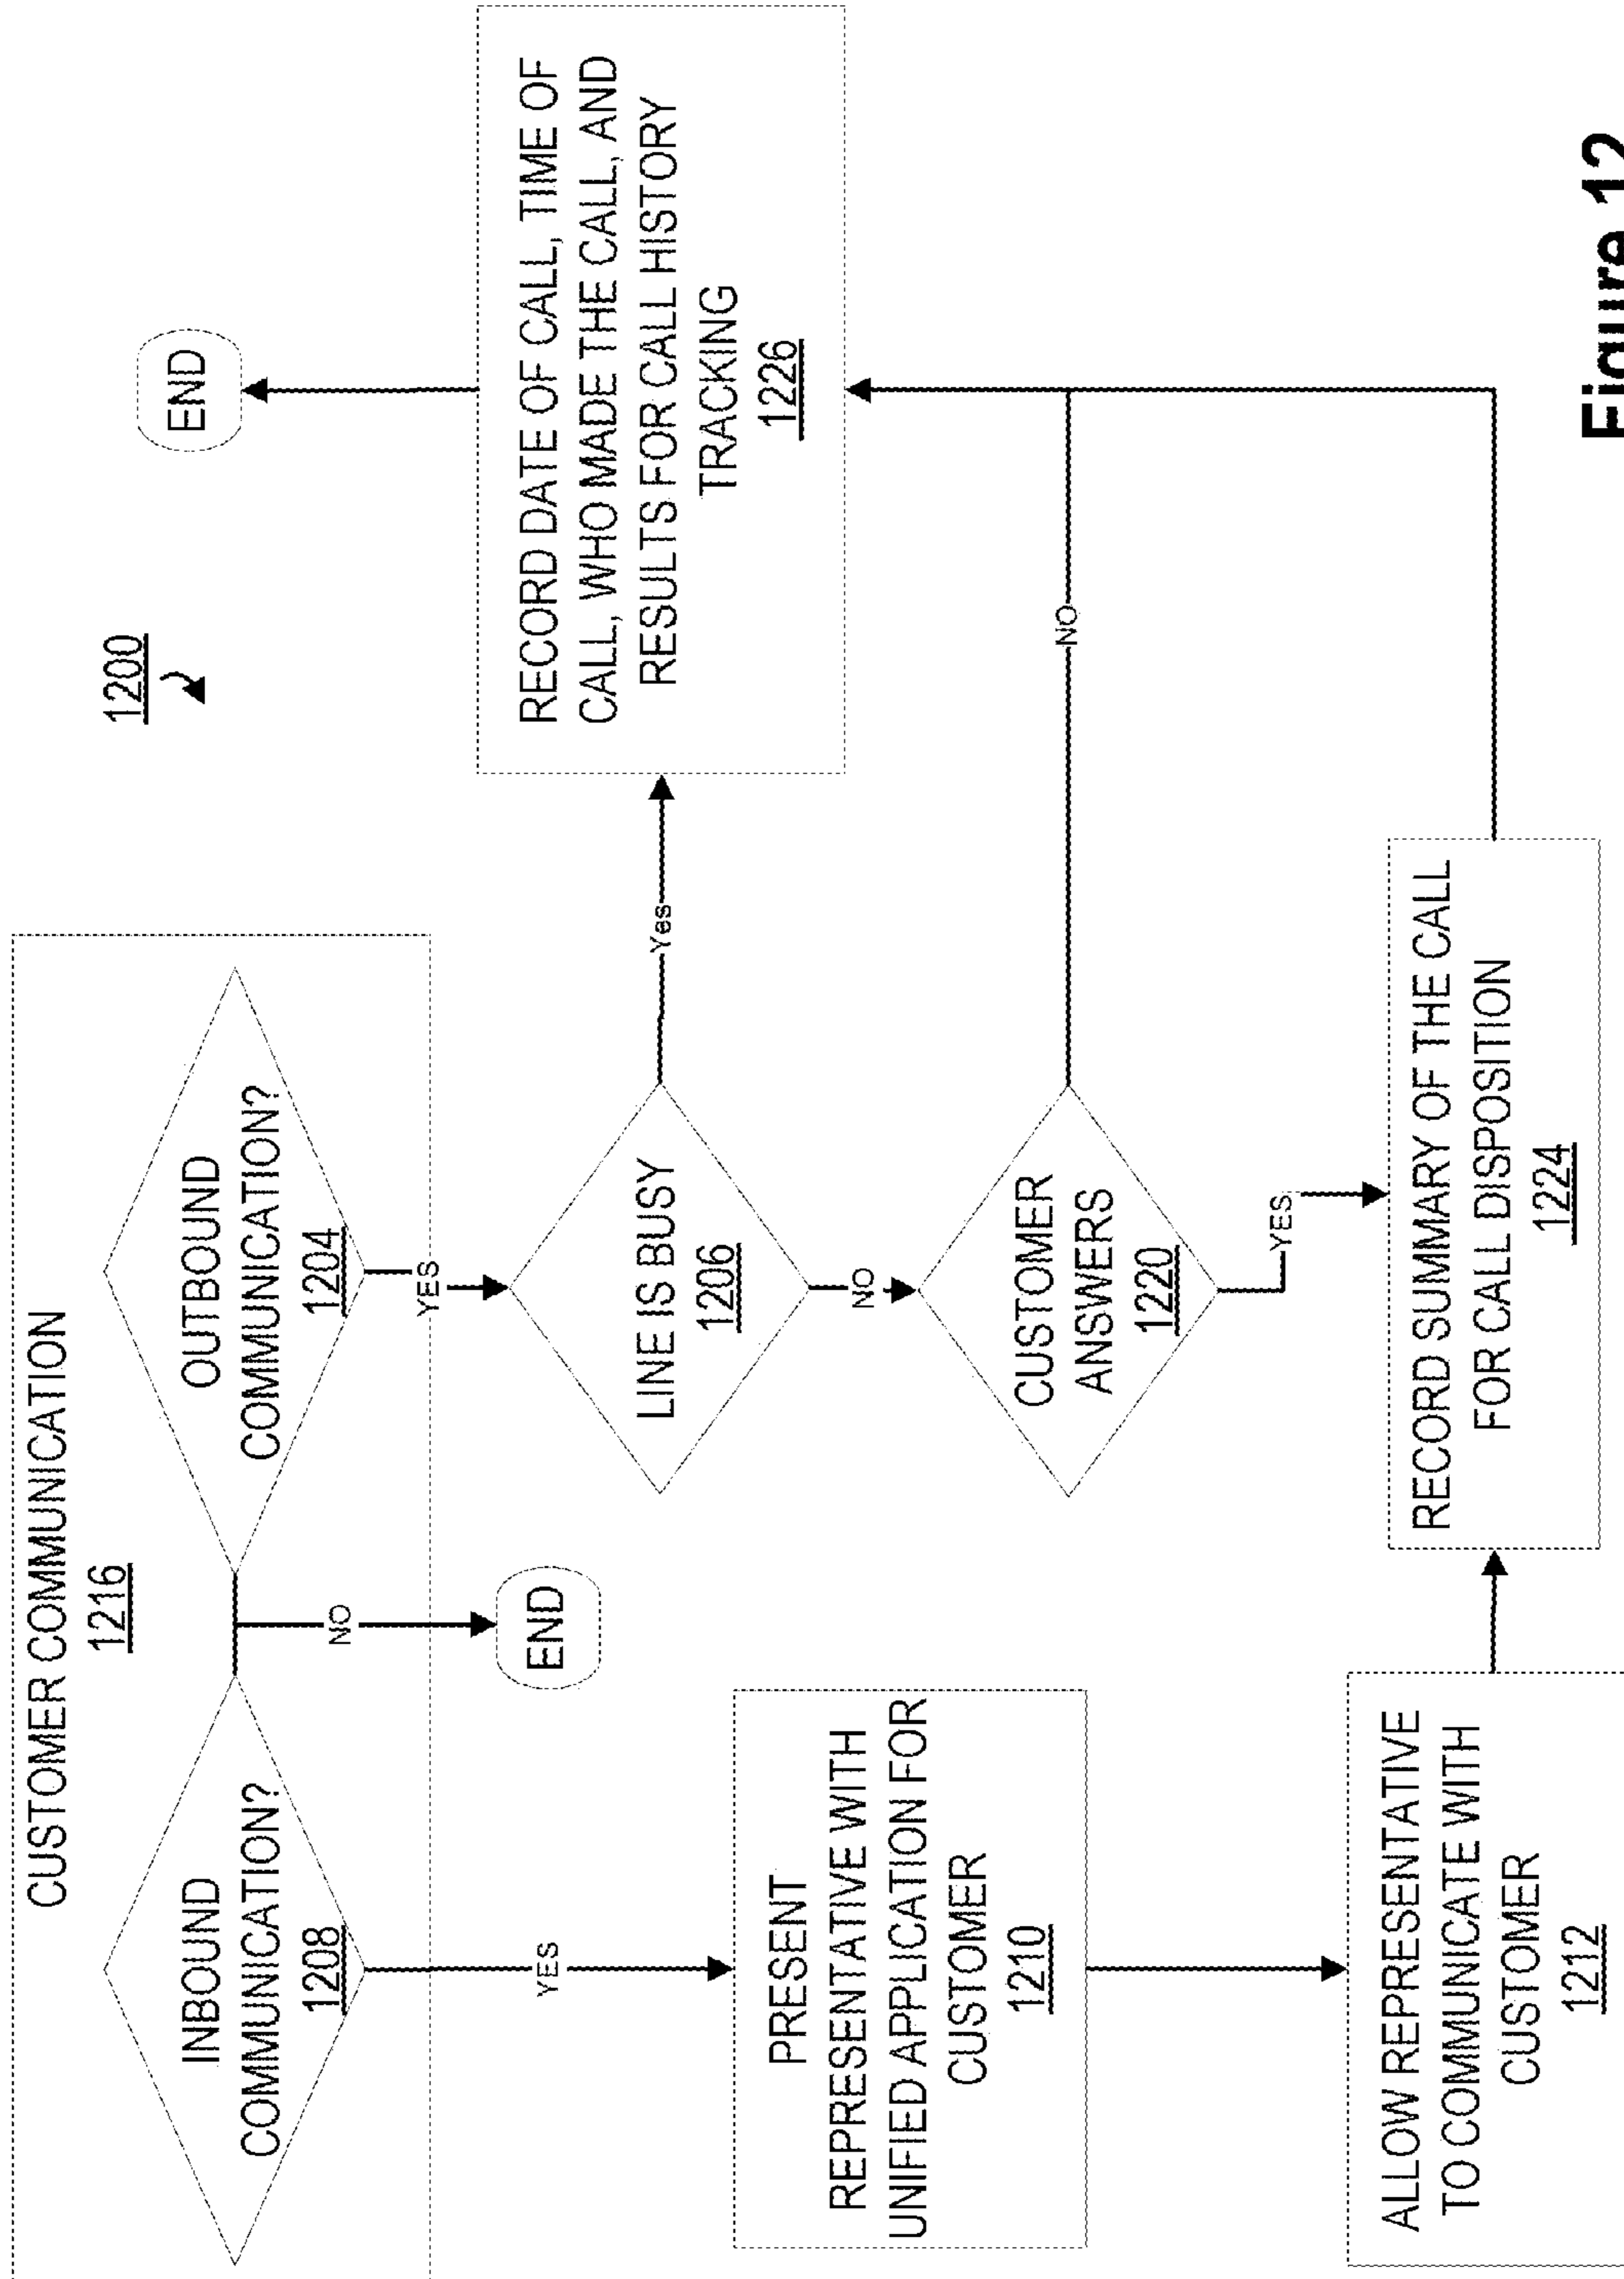 CUSTOMER COMMUNICATION
1216
INBOUND
COMMUNICATION?
1208
OUTBOUND
COMMUNICATION?
1204
NO
END
YES
YES
PRESENT
REPRESENTATIVE WITH
UNIFIED APPLICATION FOR
CUSTOMER
1210
ALLOW REPRESENTATIVE
TO COMMUNICATE WITH
CUSTOMER
1212
LINE IS BUSY
1206
Yes
NO
CUSTOMER
ANSWERS
1220
NO
YES
RECORD SUMMARY OF THE CALL
FOR CALL DISPOSITION
1224
1200
END
RECORD DATE OF CALL, TIME OF
CALL, WHO MADE THE CALL, AND
RESULTS FOR CALL HISTORY
TRACKING
1226
Figure 12